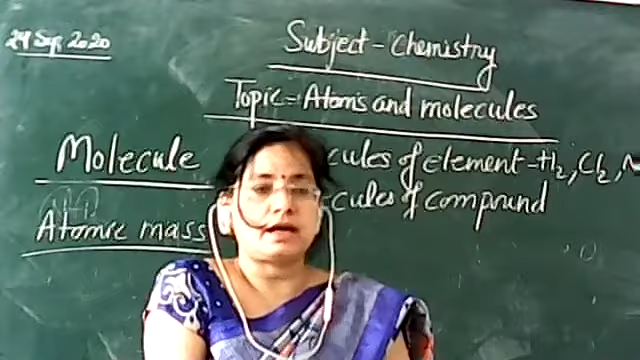 24 Sep, 2020
Subject - Chemistry
Topic = Atoms and molecules
Molecule cules of element - H2, Cl2, N
cules of compound
Atomic mass